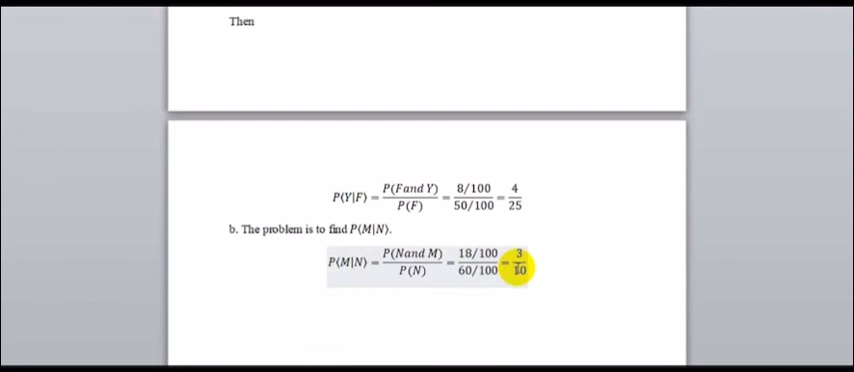 Then
P(Y|F) = P(F and Y) / P(F) = 8/100 / 50/100 = 4/25
b. The problem is to find P(M|N).
P(M|N) = P(N and M) / P(N) = 18/100 / 60/100 = 3/10